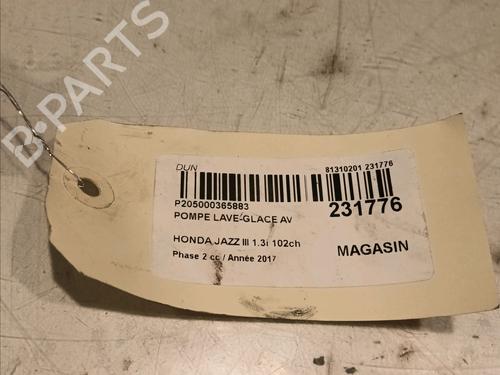 B-PARTS
DUN
81310201 231776
P205000365883
231776
POMPE LAVE-GLACE AV
HONDA JAZZ III 1.3i 102ch
MAGASIN
Phase 2 cc / Année 2017